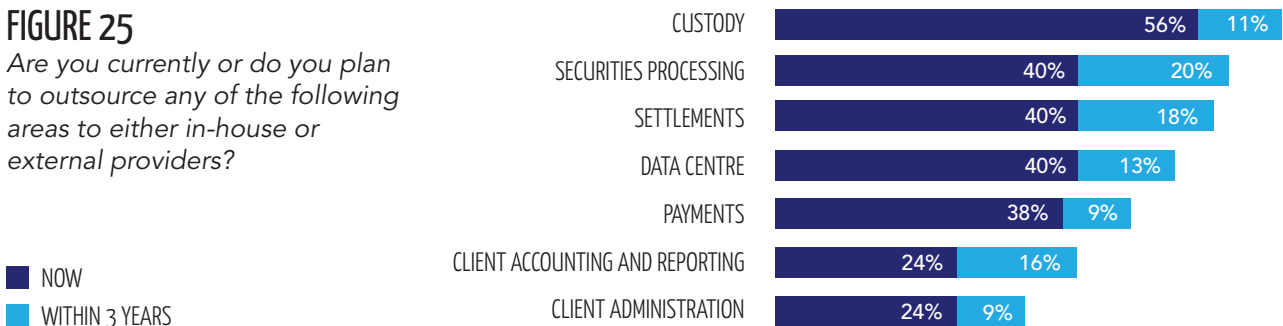 FIGURE 25
Are you currently or do you plan
to outsource any of the following
areas to either in-house or
external providers?
NOW
WITHIN 3 YEARS
CUSTODY 56% 11%
SECURITIES PROCESSING 40% 20%
SETTLEMENTS 40% 18%
DATA CENTRE 40% 13%
PAYMENTS 38% 9%
CLIENT ACCOUNTING AND REPORTING 24% 16%
CLIENT ADMINISTRATION 24% 9%